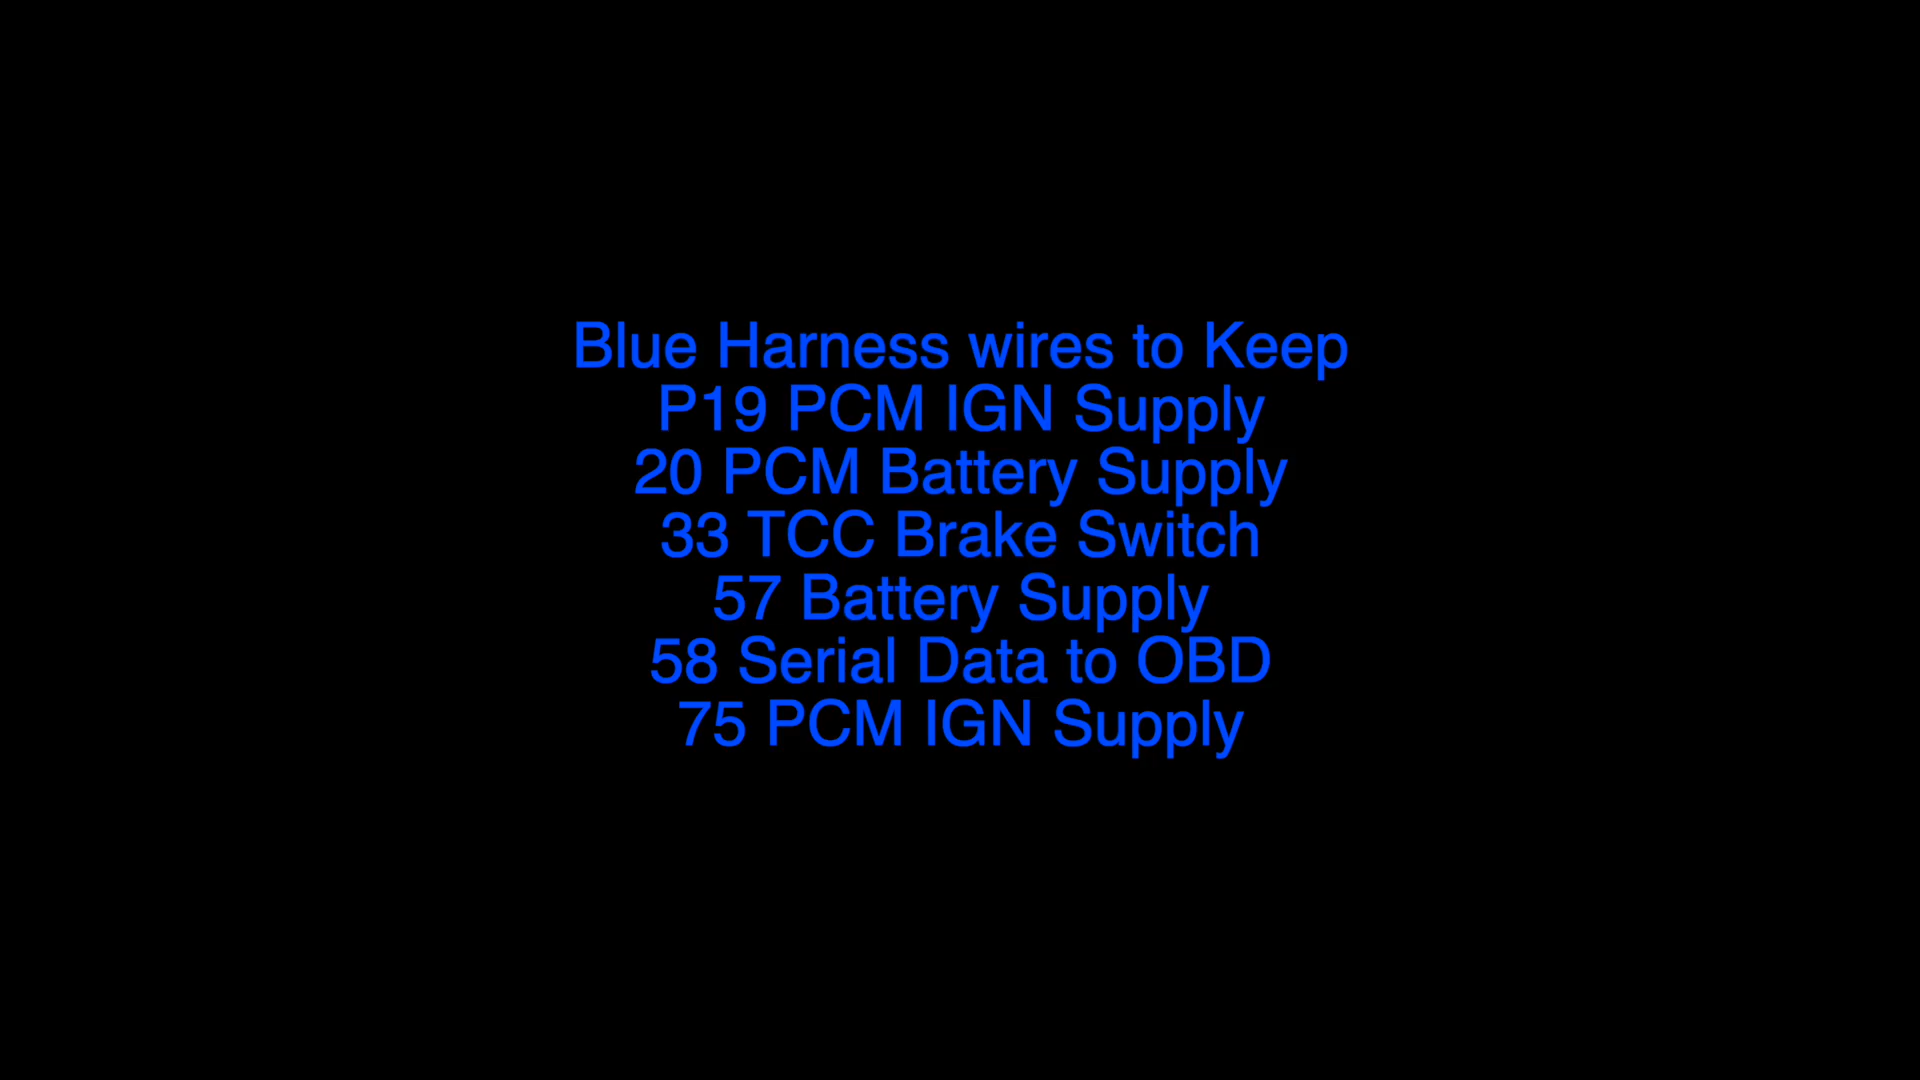 Blue Harness wires to Keep
P19 PCM IGN Supply
20 PCM Battery Supply
33 TCC Brake Switch
57 Battery Supply
58 Serial Data to OBD
75 PCM IGN Supply